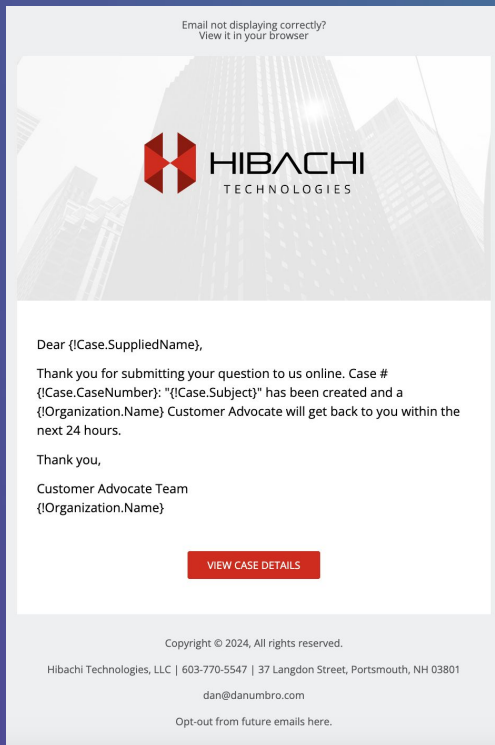 Email not displaying correctly?
View it in your browser
HIBACHI
TECHNOLOGIES
Dear {!Case.SuppliedName},
Thank you for submitting your question to us online. Case #
{!Case.CaseNumber}: "{!Case.Subject}" has been created and a
{!Organization.Name} Customer Advocate will get back to you within the
next 24 hours.
Thank you,
Customer Advocate Team
{!Organization.Name}
VIEW CASE DETAILS
Copyright © 2024, All rights reserved.
Hibachi Technologies, LLC | 603-770-5547 | 37 Langdon Street, Portsmouth, NH 03801
dan@danumbro.com
Opt-out from future emails here.